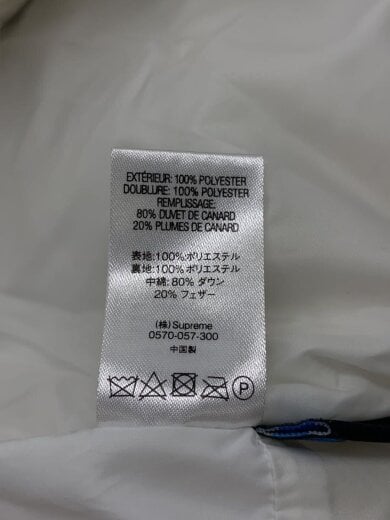 EXTÉRIEUR: 100% POLYESTER
DOUBLURE: 100% POLYESTER
REMPLISSAGE:
80% DUVET DE CANARD
20% PLUMES DE CANARD
表地:100%ポリエステル
裏地:100%ポリエステル
中綿: 80% ダウン
20% フェザー
(株) Supreme
0570-057-300
中国製
P